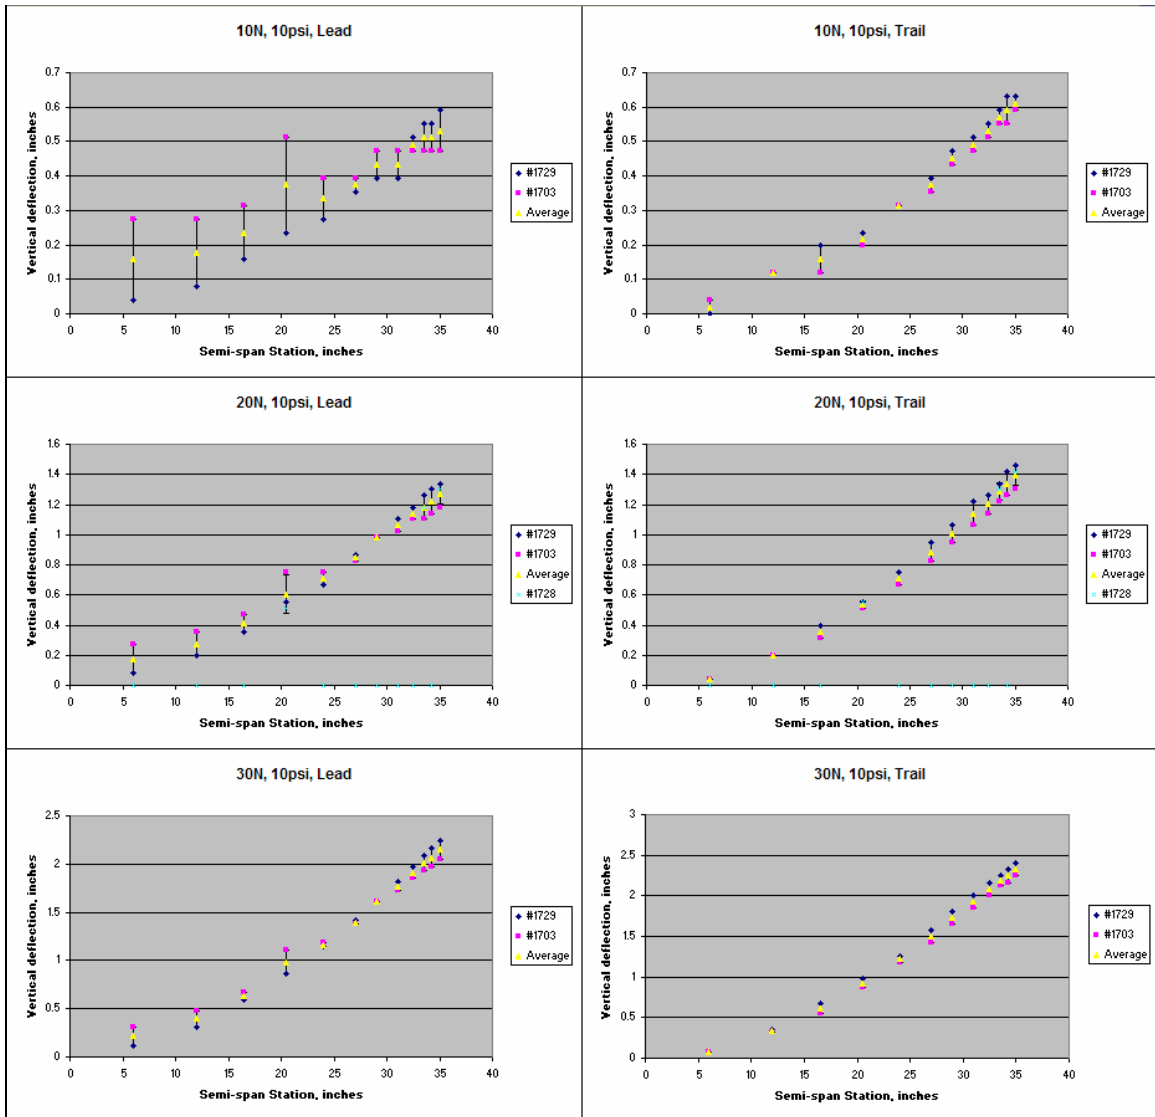 10N, 10psi, Lead
Vertical deflection, inches
0.7
0.6
0.5
0.4
0.3
0.2
0.1
0
0 5 10 15 20 25 30 35 40
Semi-span Station, inches
#1729
#1703
Average
10N, 10psi, Trail
Vertical deflection, inches
0.7
0.6
0.5
0.4
0.3
0.2
0.1
0
0 5 10 15 20 25 30 35 40
Semi-span Station, inches
#1729
#1703
Average
20N, 10psi, Lead
Vertical deflection, inches
1.6
1.4
1.2
1
0.8
0.6
0.4
0.2
0
0 5 10 15 20 25 30 35 40
Semi-span Station, inches
#1729
#1703
Average
#1728
20N, 10psi, Trail
Vertical deflection, inches
1.6
1.4
1.2
1
0.8
0.6
0.4
0.2
0
0 5 10 15 20 25 30 35 40
Semi-span Station, inches
#1729
#1703
Average
#1728
30N, 10psi, Lead
Vertical deflection, inches
2.5
2
1.5
1
0.5
0
0 5 10 15 20 25 30 35 40
Semi-span Station, inches
#1729
#1703
Average
30N, 10psi, Trail
Vertical deflection, inches
3
2.5
2
1.5
1
0.5
0
0 5 10 15 20 25 30 35 40
Semi-span Station, inches
#1729
#1703
Average